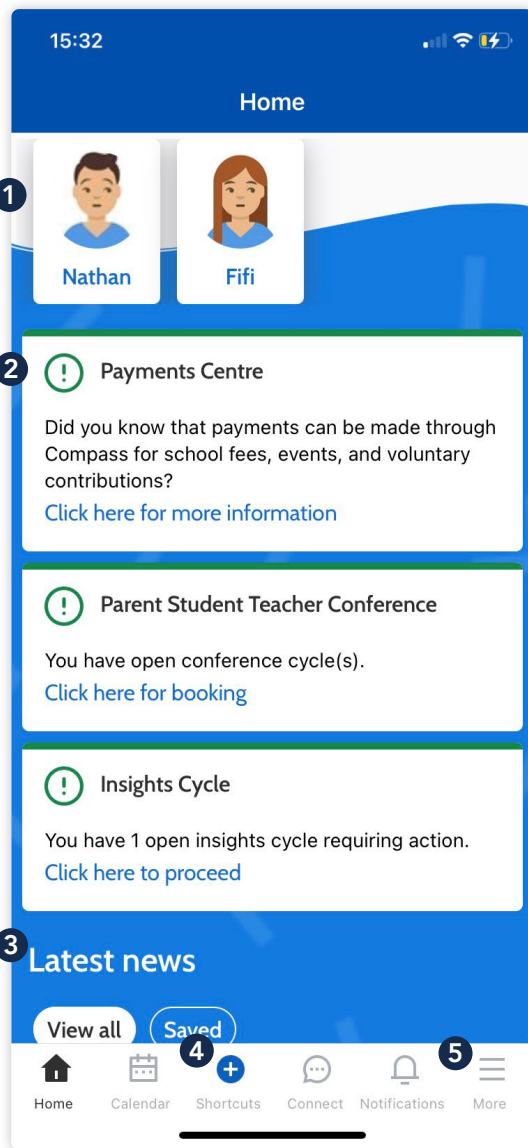 15:32
Home
1
Nathan
Fifi
2
Payments Centre
Did you know that payments can be made through
Compass for school fees, events, and voluntary
contributions?
Click here for more information
Parent Student Teacher Conference
You have open conference cycle(s).
Click here for booking
Insights Cycle
You have 1 open insights cycle requiring action.
Click here to proceed
3
Latest news
View all
Saved
4
5
Home
Calendar
Shortcuts
Connect
Notifications
More